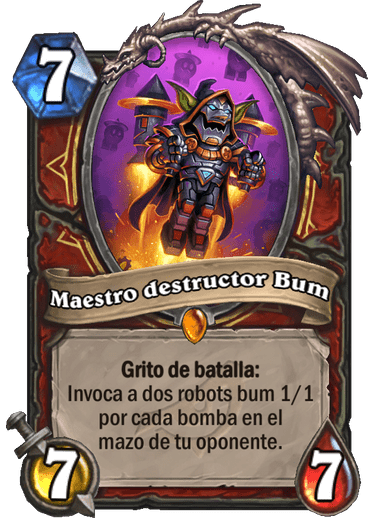 7
Maestro destructor Bum
Grito de batalla:
Invoca a dos robots bum 1/1
por cada bomba en el
mazo de tu oponente.
7
7